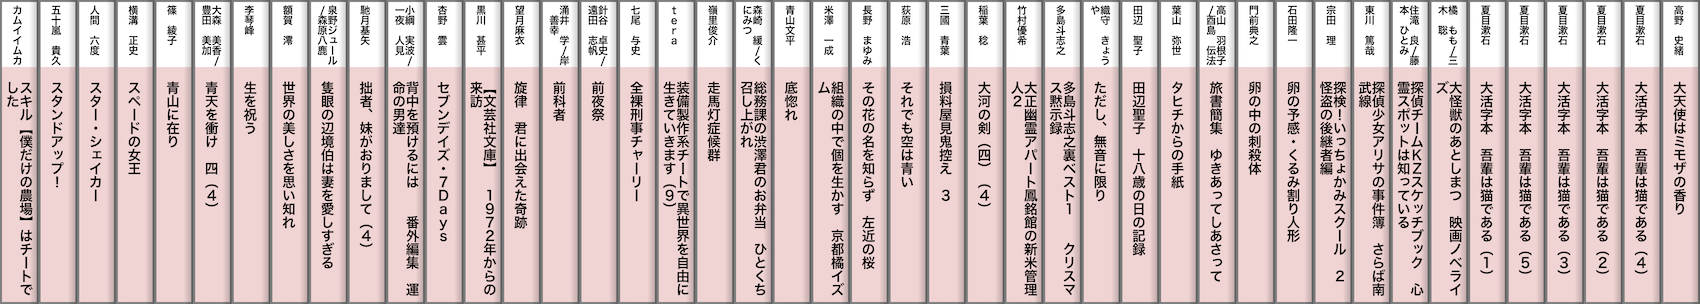 高野　史緒
大天使はミモザの香り
夏目漱石
大活字本　吾輩は猫である（４）
夏目漱石
大活字本　吾輩は猫である（２）
夏目漱石
大活字本　吾輩は猫である（３）
夏目漱石
大活字本　吾輩は猫である（５）
夏目漱石
大活字本　吾輩は猫である（１）
橘　もも/三
木　聡
大怪獣のあとしまつ　映画ノベライ
ズ
住滝　良/藤
本　ひとみ
探偵チームＫＺスケッチブック　心
霊スポットは知っている
東川　篤哉
探偵少女アリサの事件簿　さらば南
武線
宗田　理
探検！いっちょかみスクール　２
怪盗の後継者編
石田隆一
卵の予感・くるみ割り人形
門前典之
卵の中の刺殺体
高山　羽根子
/酉島　伝法
旅書簡集　ゆきあってしあさって
葉山　弥世
タヒチからの手紙
田辺　聖子
田辺聖子　十八歳の日の記録
織守　きょう
や
ただし、無音に限り
多島斗志之
多島斗志之裏ベスト１　　クリスマ
ス黙示録
竹村優希
大正幽霊アパート鳳銘館の新米管理
人２
稲葉　稔
大河の剣（四）（４）
三國　青葉
損料屋見鬼控え　３
荻原　浩
それでも空は青い
長野　まゆみ
その花の名を知らず　左近の桜
米澤　一成
組織の中で個を生かす　京都橘イズ
ム
青山文平
底惚れ
森崎　緩/く
にみつ
総務課の渋澤君のお弁当　ひとくち
召し上がれ
嶺里俊介
走馬灯症候群
ｔｅｒａ
装備製作系チートで異世界を自由に
生きていきます（９）
七尾　与史
全裸刑事チャーリー
針谷　卓史/
遠田　志帆
前夜祭
涌井　学/岸
善幸
前科者
望月麻衣
旋律　君に出会えた奇跡
黒川　甚平
【文芸社文庫】　１９７２年からの
来訪
杏野　雲
セブンデイズ・７Ｄａｙｓ
小綱　実波/
一夜　人見
背中を預けるには　　番外編集　運
命の男達
馳月基矢
拙者、妹がおりまして（４）
泉野ジュール
/森原八鹿
隻眼の辺境伯は妻を愛しすぎる
額賀　澪
世界の美しさを思い知れ
李琴峰
生を祝う
大森　美香/
豊田　美加
青天を衝け　四（４）
篠　綾子
青山に在り
横溝　正史
スペードの女王
人間　六度
スター・シェイカー
五十嵐　貴久
スタンドアップ！
カムイイムカ
スキル【僕だけの農場】はチートで
した